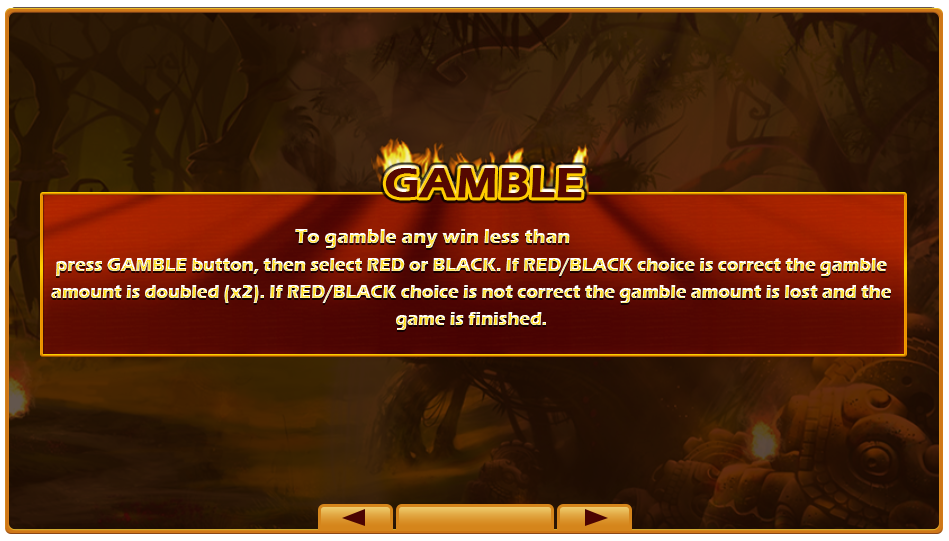 GAMBLE
To gamble any win less than
press GAMBLE button, then select RED or BLACK. If RED/BLACK choice is correct the gamble
amount is doubled (x2). If RED/BLACK choice is not correct the gamble amount is lost and the
game is finished.